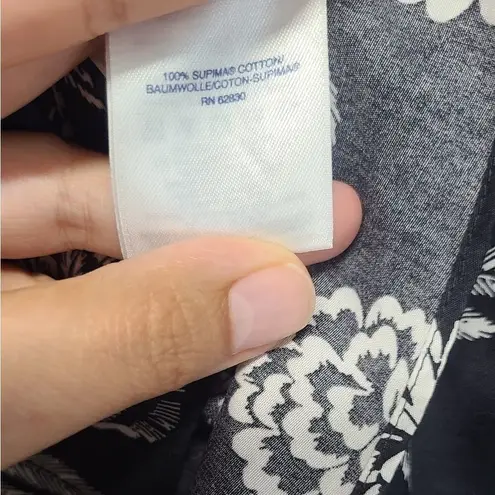 100% SUPIMA® COTTON/
BAUMWOLLE/COTON-SUPIMA®
RN 62830